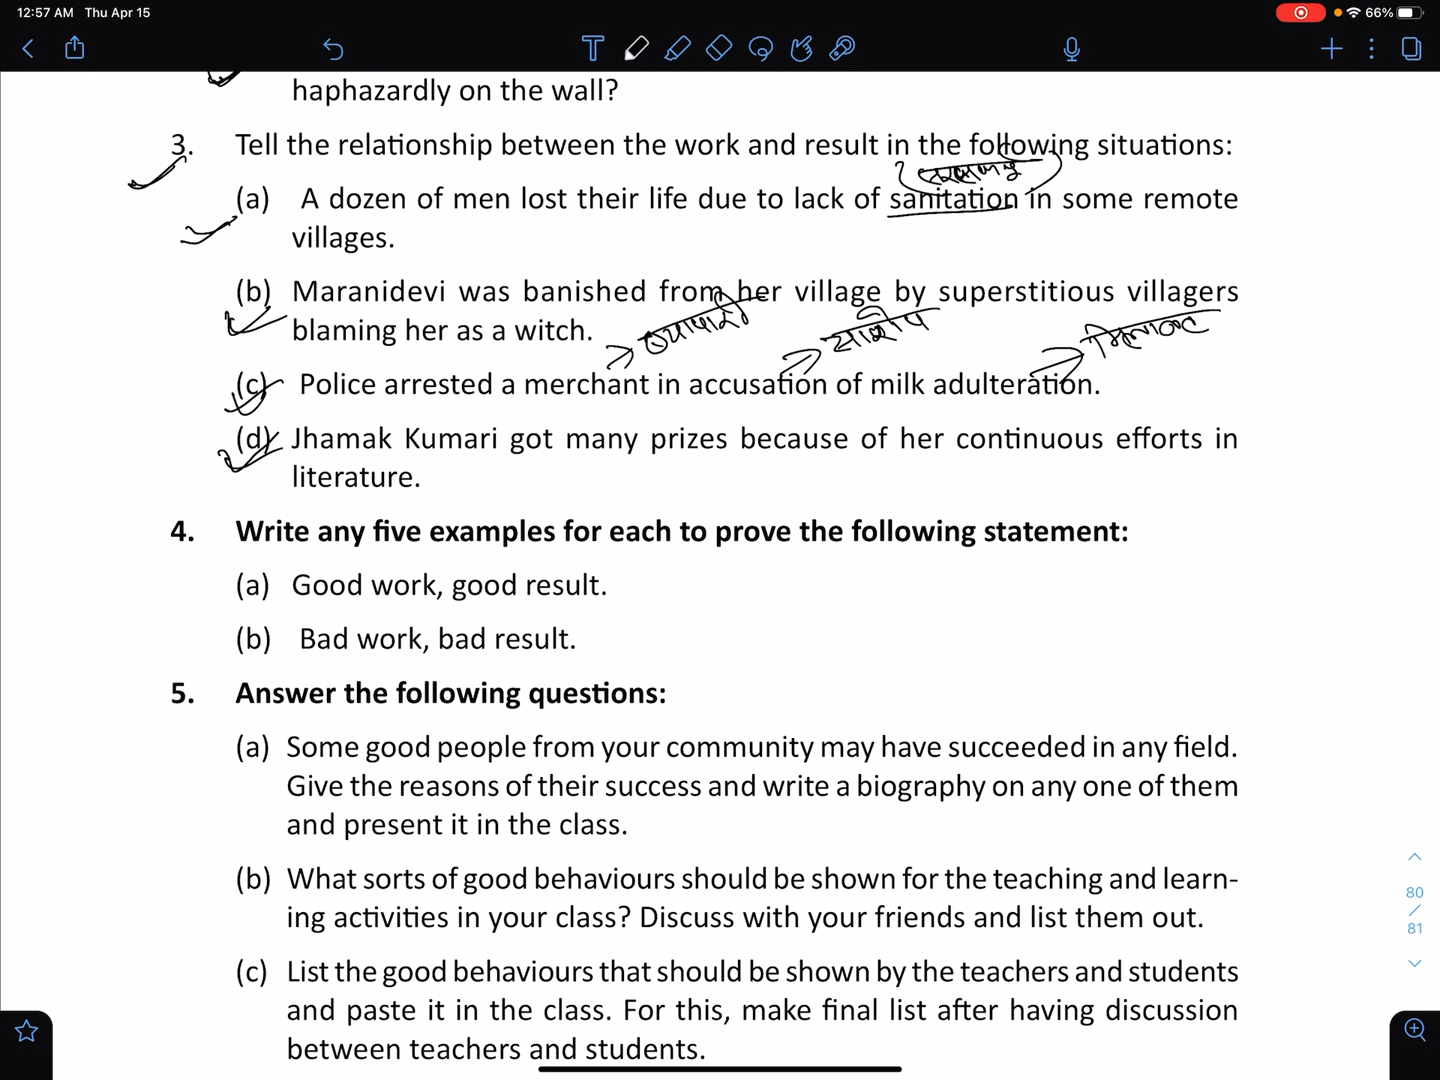 12:57 AM Thu Apr 15
66%
haphazardly on the wall?
3. Tell the relationship between the work and result in the following situations:
(a) A dozen of men lost their life due to lack of sanitation in some remote
villages.
(b) Maranidevi was banished from her village by superstitious villagers
blaming her as a witch.
व्यापारी
मिलावट
(c) Police arrested a merchant in accusation of milk adulteration.
(d) Jhamak Kumari got many prizes because of her continuous efforts in
literature.
4. Write any five examples for each to prove the following statement:
(a) Good work, good result.
(b) Bad work, bad result.
5. Answer the following questions:
(a) Some good people from your community may have succeeded in any field.
Give the reasons of their success and write a biography on any one of them
and present it in the class.
(b) What sorts of good behaviours should be shown for the teaching and learn-
ing activities in your class? Discuss with your friends and list them out.
(c) List the good behaviours that should be shown by the teachers and students
and paste it in the class. For this, make final list after having discussion
between teachers and students.
80
/
81